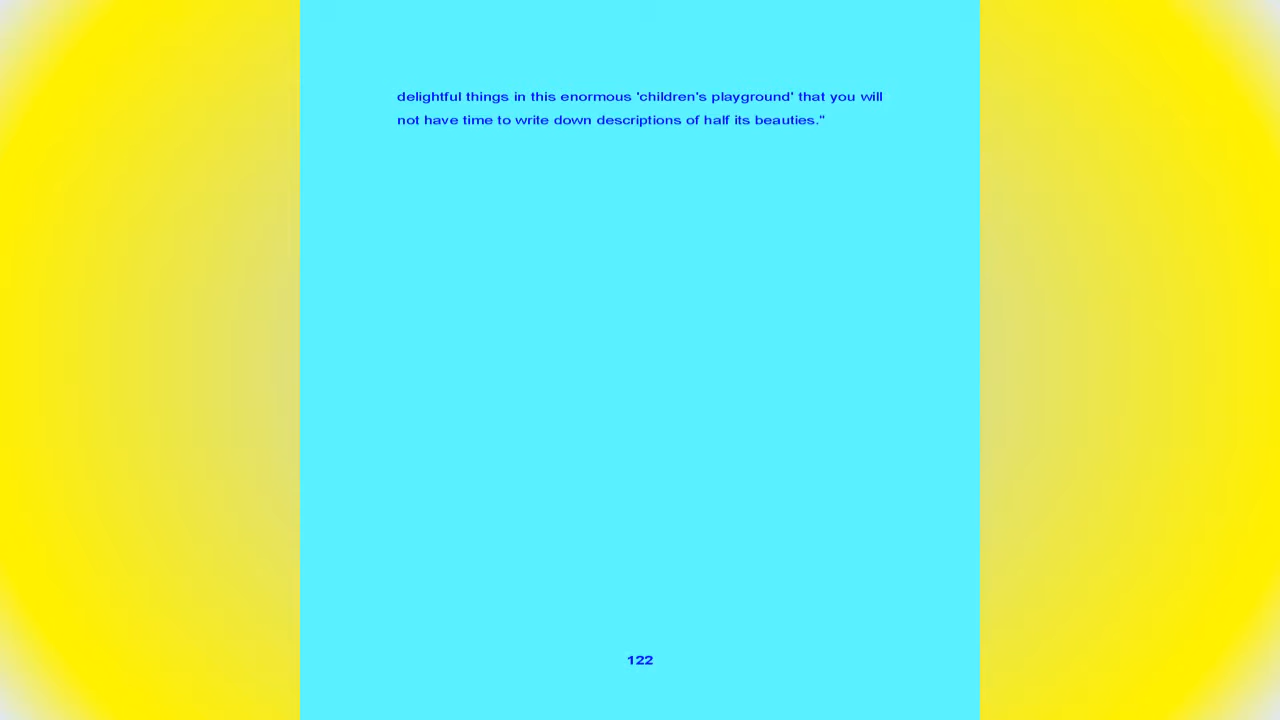 delightful things in this enormous 'children's playground' that you will
not have time to write down descriptions of half its beauties."
122